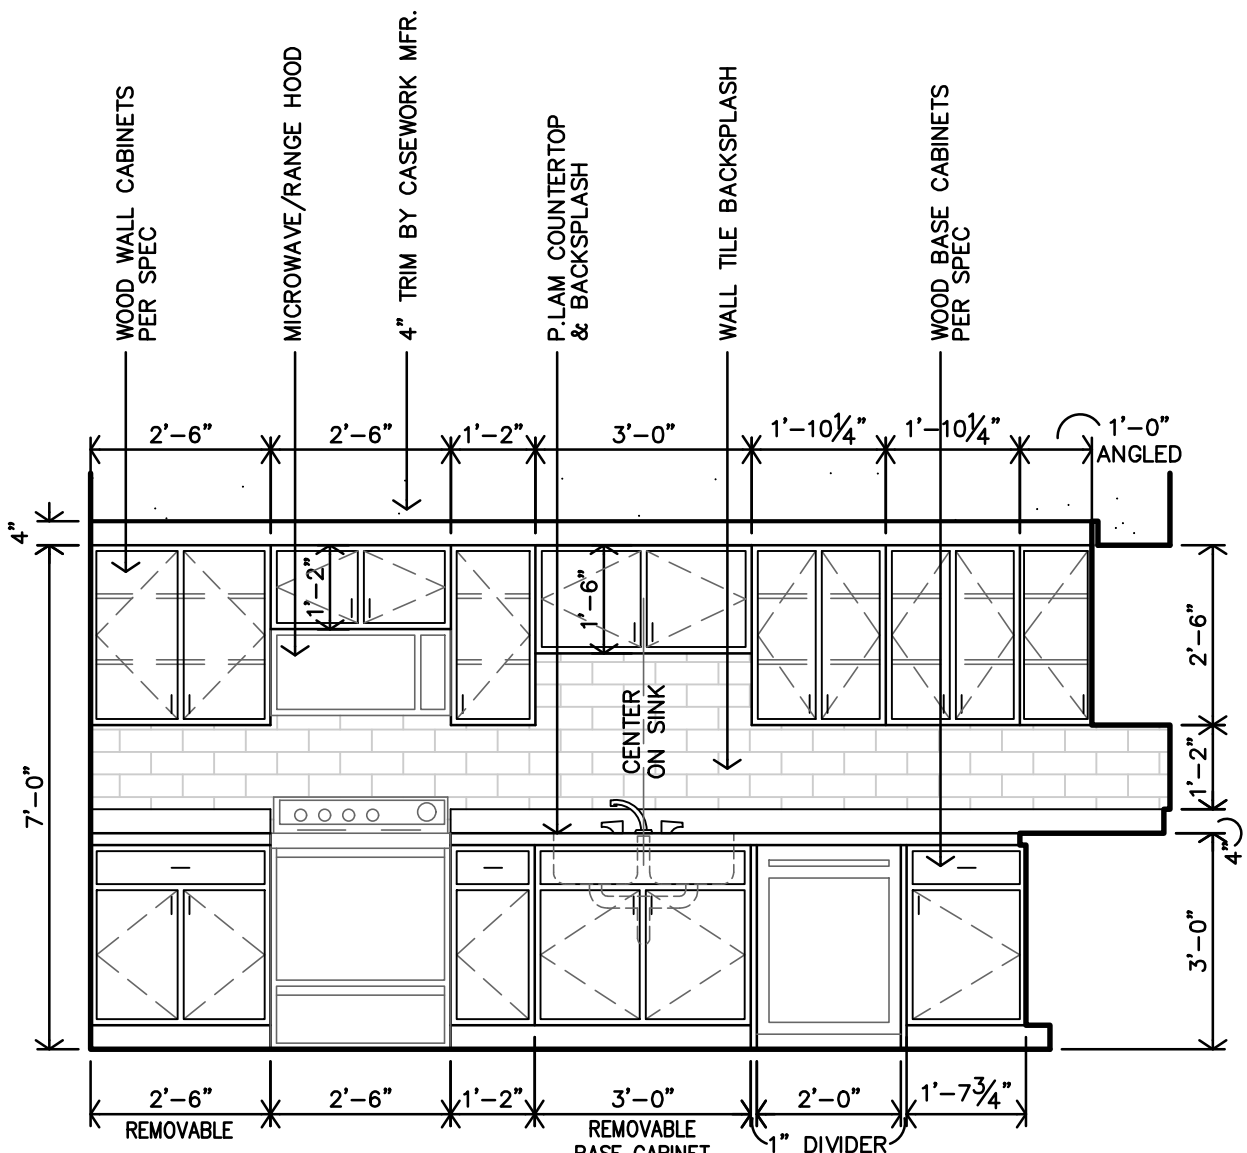 WOOD WALL CABINETS
PER SPEC
MICROWAVE/RANGE HOOD
4” TRIM BY CASEWORK MFR.
P.LAM COUNTERTOP
& BACKSPLASH
WALL TILE BACKSPLASH
WOOD BASE CABINETS
PER SPEC
2’-6”
2’-6”
1’-2”
3’-0”
1’-10¼”
1’-10¼”
1’-0”
ANGLED
4”
7’-0”
1’-2”
1’-6”
CENTER
ON SINK
2’-6”
1’-2”
4”
3’-0”
2’-6”
REMOVABLE
2’-6”
1’-2”
3’-0”
REMOVABLE
BASE CABINET
2’-0”
1’-7¾”
1” DIVIDER